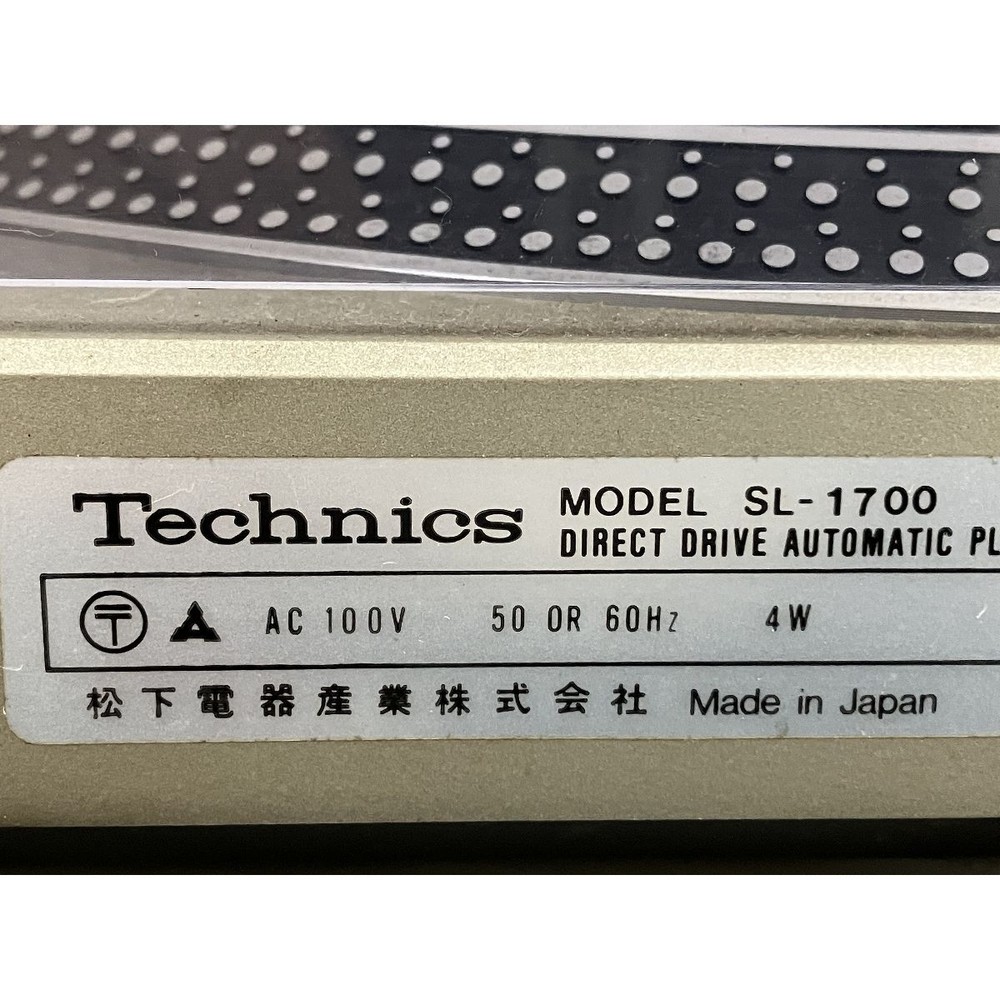 Technics MODEL SL-1700
DIRECT DRIVE AUTOMATIC
〒 AC 100V 50 OR 60Hz 4W
松下電器産業株式会社 Made in Japan